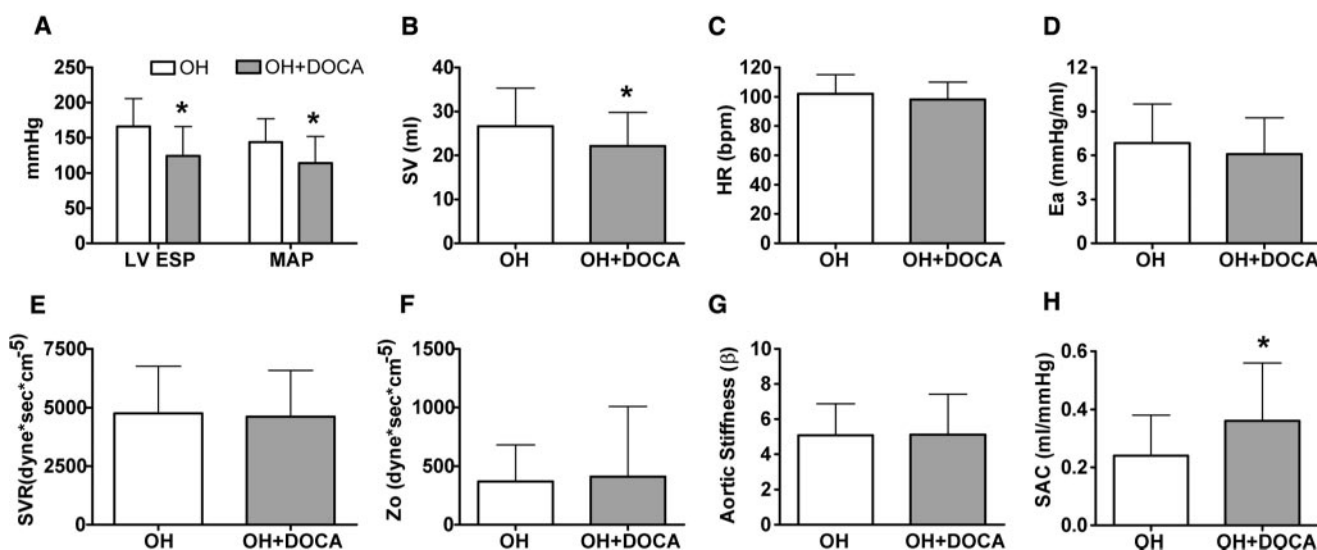 A
OH
OH+DOCA
250
200
150
100
50
0
mmHg
*
*
LV ESP
MAP
B
40
30
20
10
0
SV (ml)
*
OH
OH+DOCA
C
140
120
100
80
60
40
20
0
HR (bpm)
OH
OH+DOCA
D
12
9
6
3
0
Ea (mmHg/ml)
OH
OH+DOCA
E
7500
5000
2500
0
SVR(dyne*sec*cm-5)
OH
OH+DOCA
F
1500
1000
500
0
Zo (dyne*sec*cm-5)
OH
OH+DOCA
G
10
8
6
4
2
0
Aortic Stiffness (β)
OH
OH+DOCA
H
0.6
0.4
0.2
0.0
SAC (ml/mmHg)
*
OH
OH+DOCA